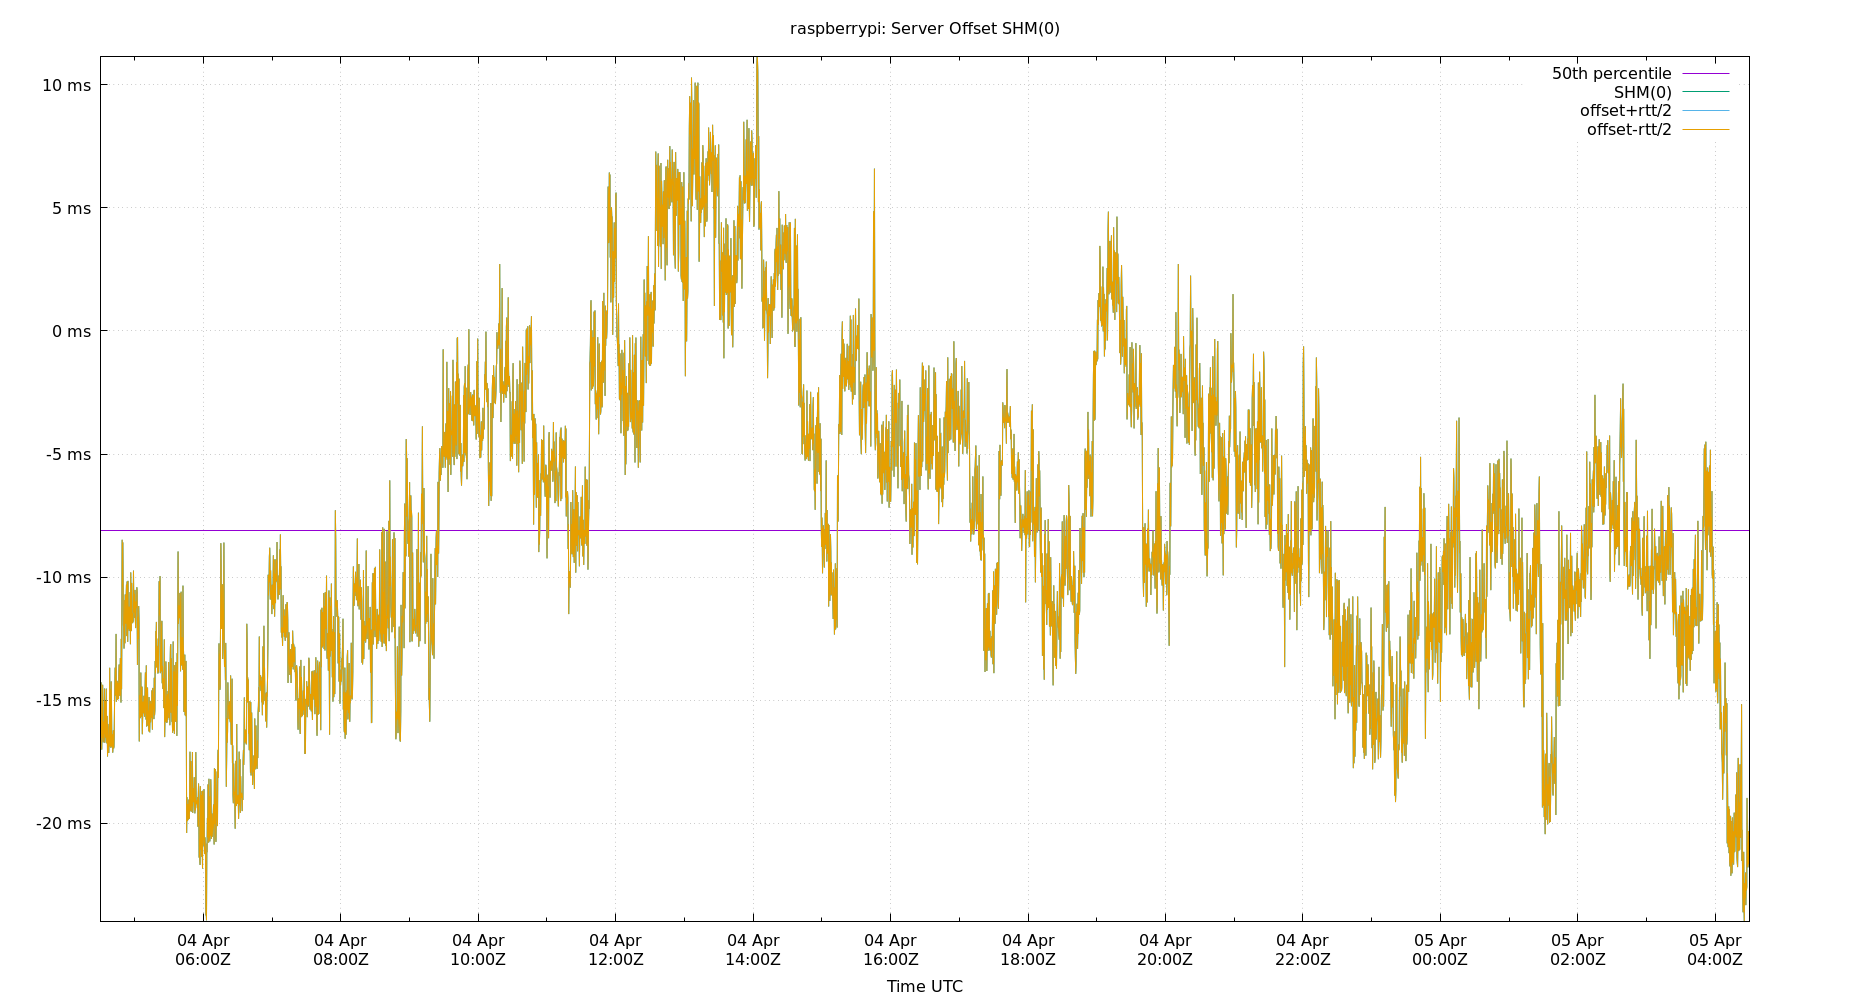 raspberrypi: Server Offset SHM(0)
50th percentile
SHM(0)
offset+rtt/2
offset-rtt/2
10 ms
5 ms
0 ms
-5 ms
-10 ms
-15 ms
-20 ms
04 Apr 04 Apr 04 Apr 04 Apr 04 Apr 04 Apr 04 Apr 04 Apr 04 Apr 05 Apr 05 Apr 05 Apr
06:00Z 08:00Z 10:00Z 12:00Z 14:00Z 16:00Z 18:00Z 20:00Z 22:00Z 00:00Z 02:00Z 04:00Z
Time UTC